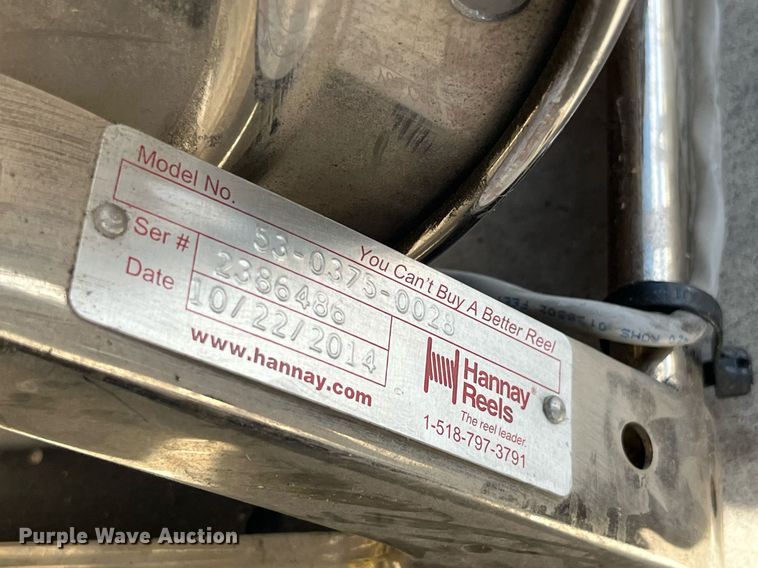 Model No.
You Can't Buy A Better Reel
53-0375-0028
Ser #
2386486
Date
10/22/2014
www.hannay.com
Hannay®
Reels
The reel leader.
1-518-797-3791
Purple Wave Auction